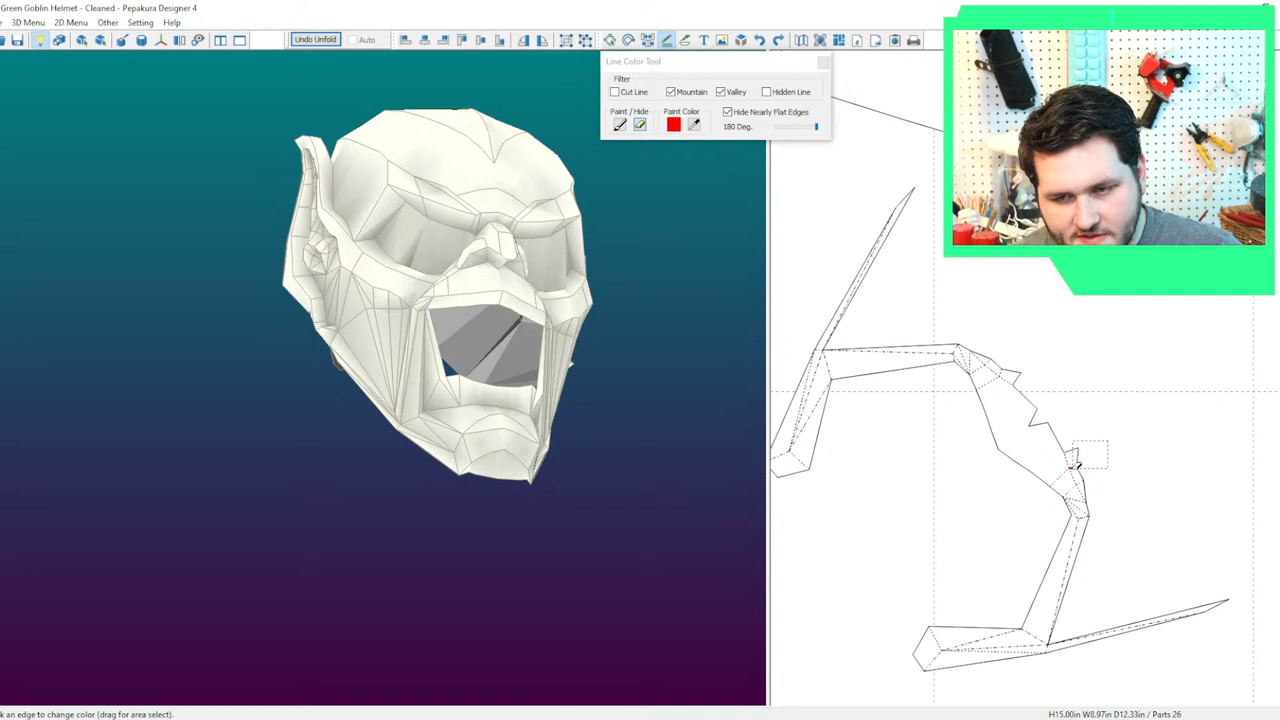 Green Goblin Helmet - Cleaned - Pepakura Designer 4
3D Menu 2D Menu Other Setting Help
Undo Unfold Auto
Line Color Tool
Filter
Cut Line Mountain Valley Hidden Line
Paint / Hide Paint Color Hide Nearly Flat Edges
180 Deg.
an edge to change color (drag for area select).
H15.00in W8.97in D12.33in / Parts 26